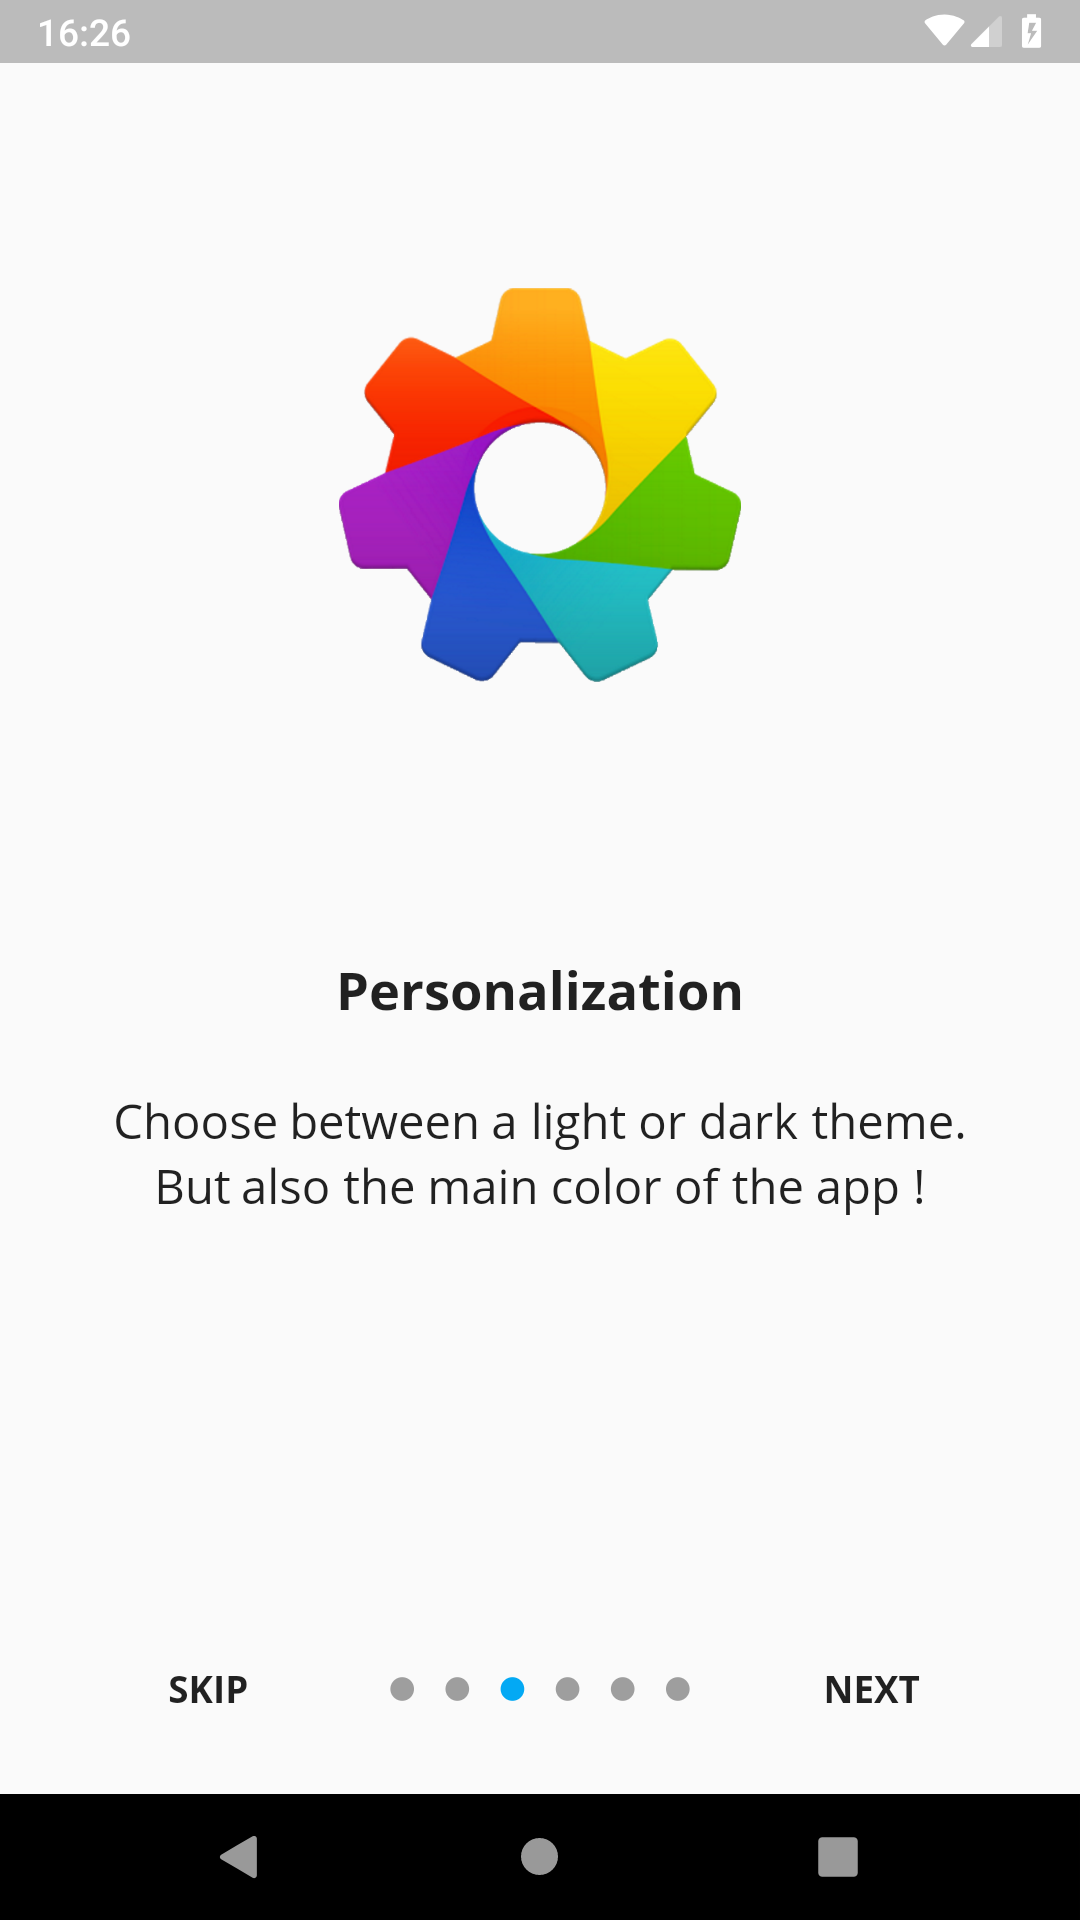 16:26
Personalization
Choose between a light or dark theme.
But also the main color of the app !
SKIP
NEXT